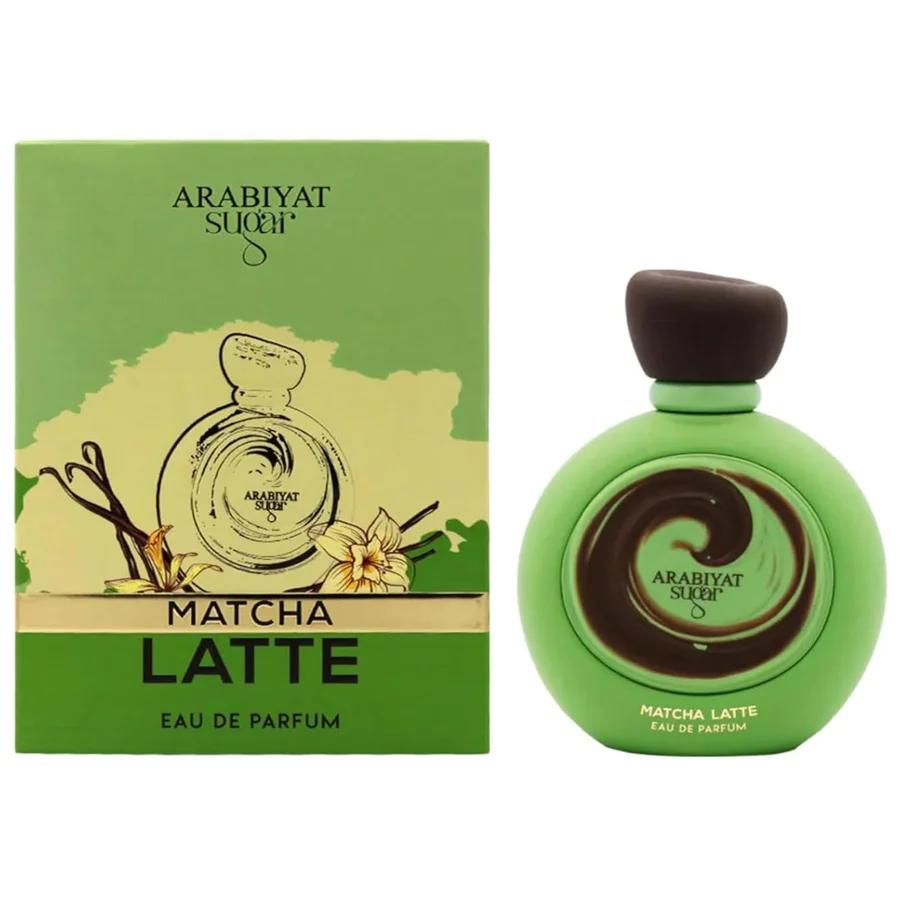 ARABIYAT
sugar
ARABIYAT
sugar
MATCHA
LATTE
EAU DE PARFUM
ARABIYAT
sugar
MATCHA LATTE
EAU DE PARFUM